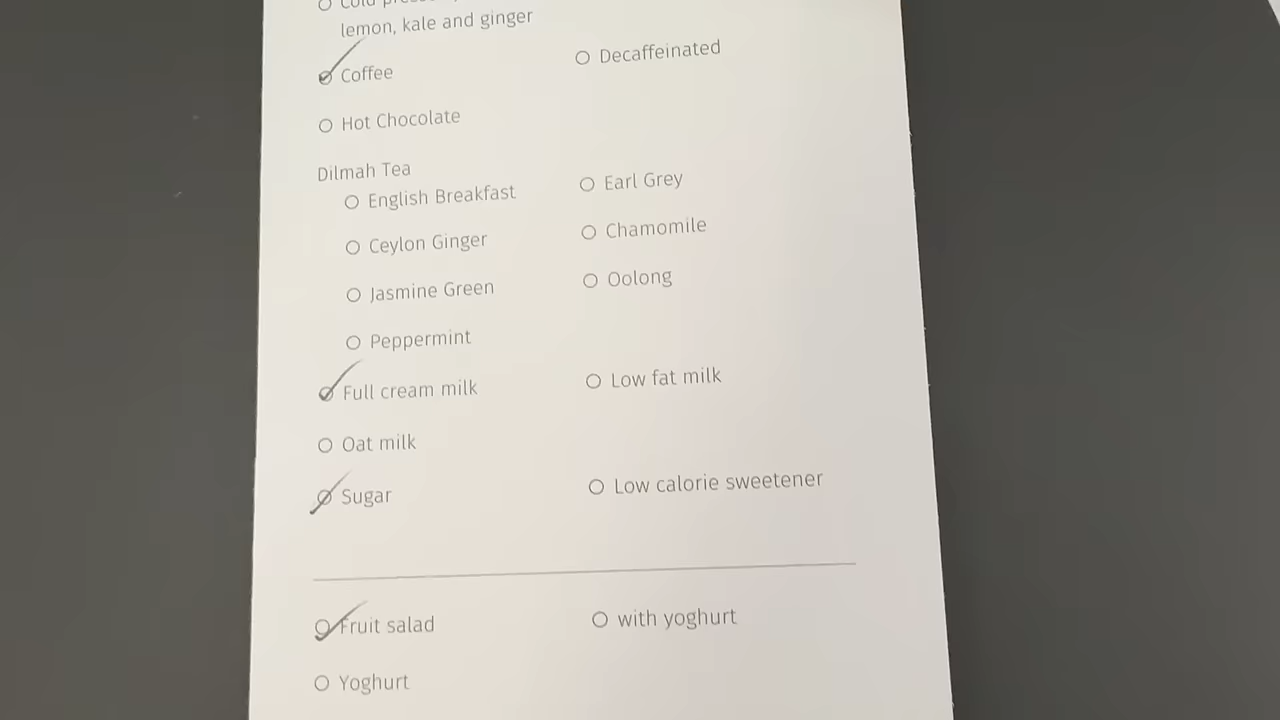 Cold
lemon, kale and ginger
Coffee
Decaffeinated
Hot Chocolate
Dilmah Tea
English Breakfast
Earl Grey
Ceylon Ginger
Chamomile
Jasmine Green
Oolong
Peppermint
Full cream milk
Low fat milk
Oat milk
Sugar
Low calorie sweetener
Fruit salad
with yoghurt
Yoghurt